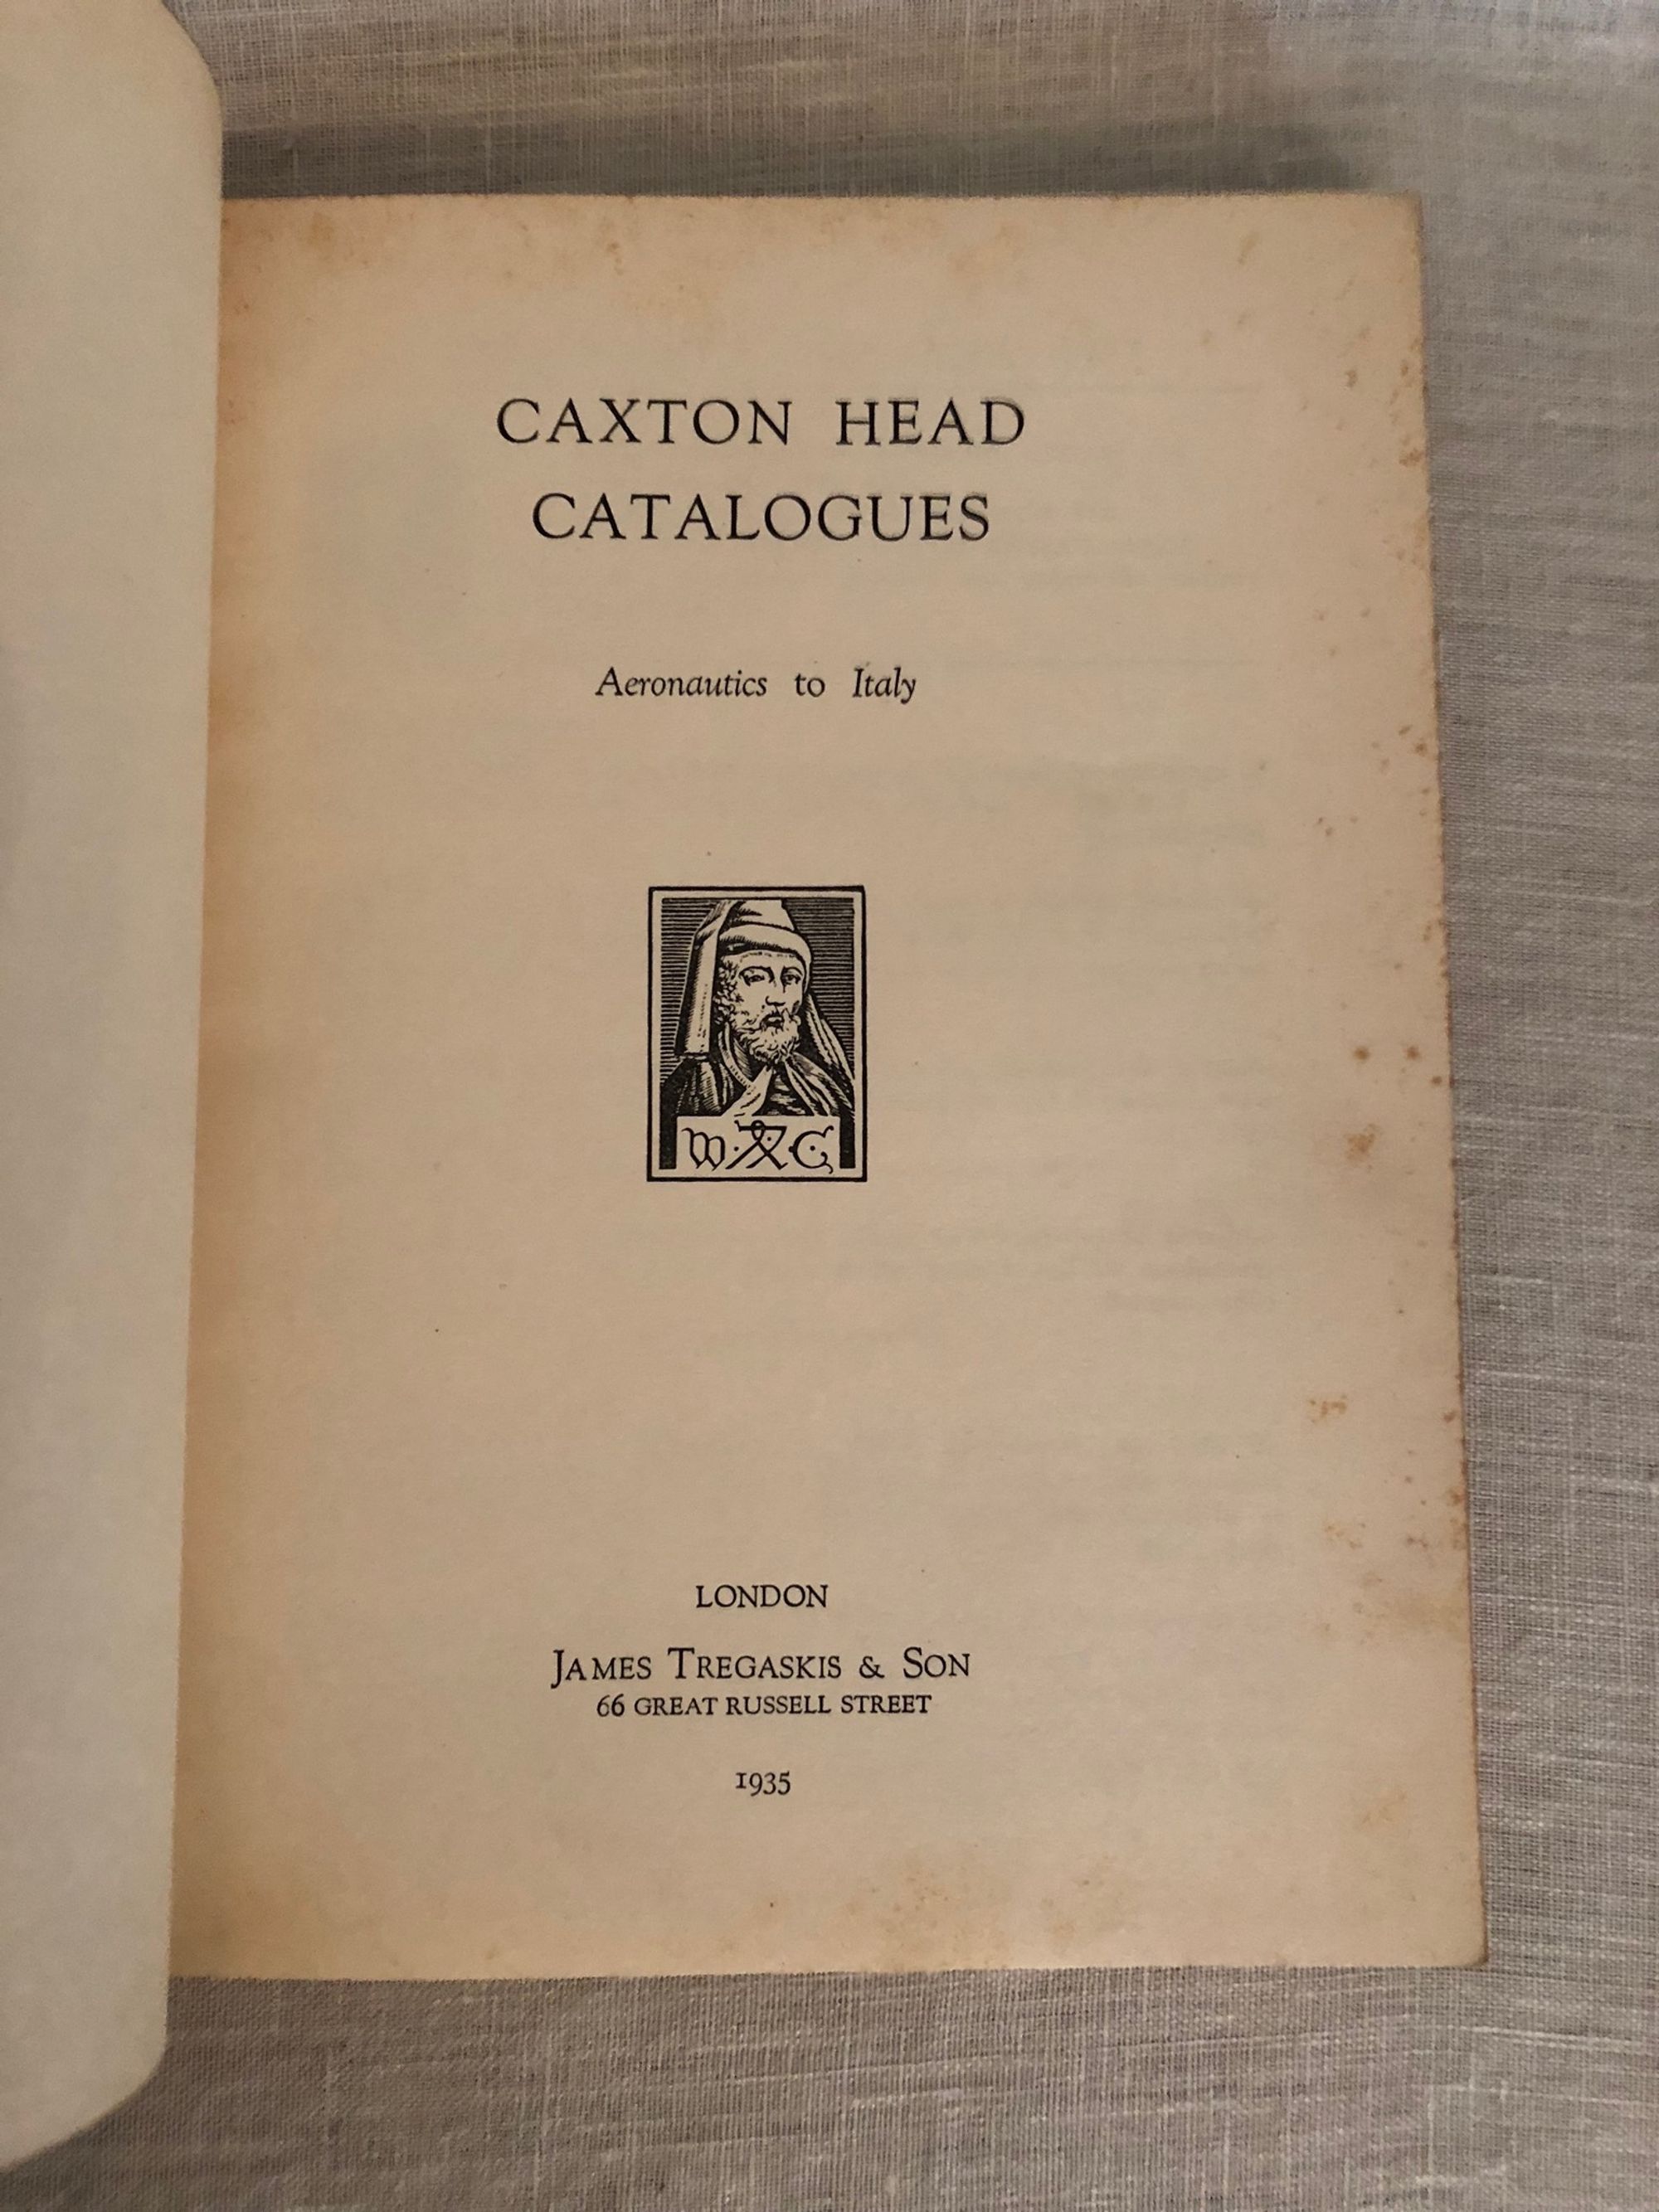 CAXTON HEAD
CATALOGUES
Aeronautics to Italy
W C
LONDON
JAMES TREGASKIS & SON
66 GREAT RUSSELL STREET
1935